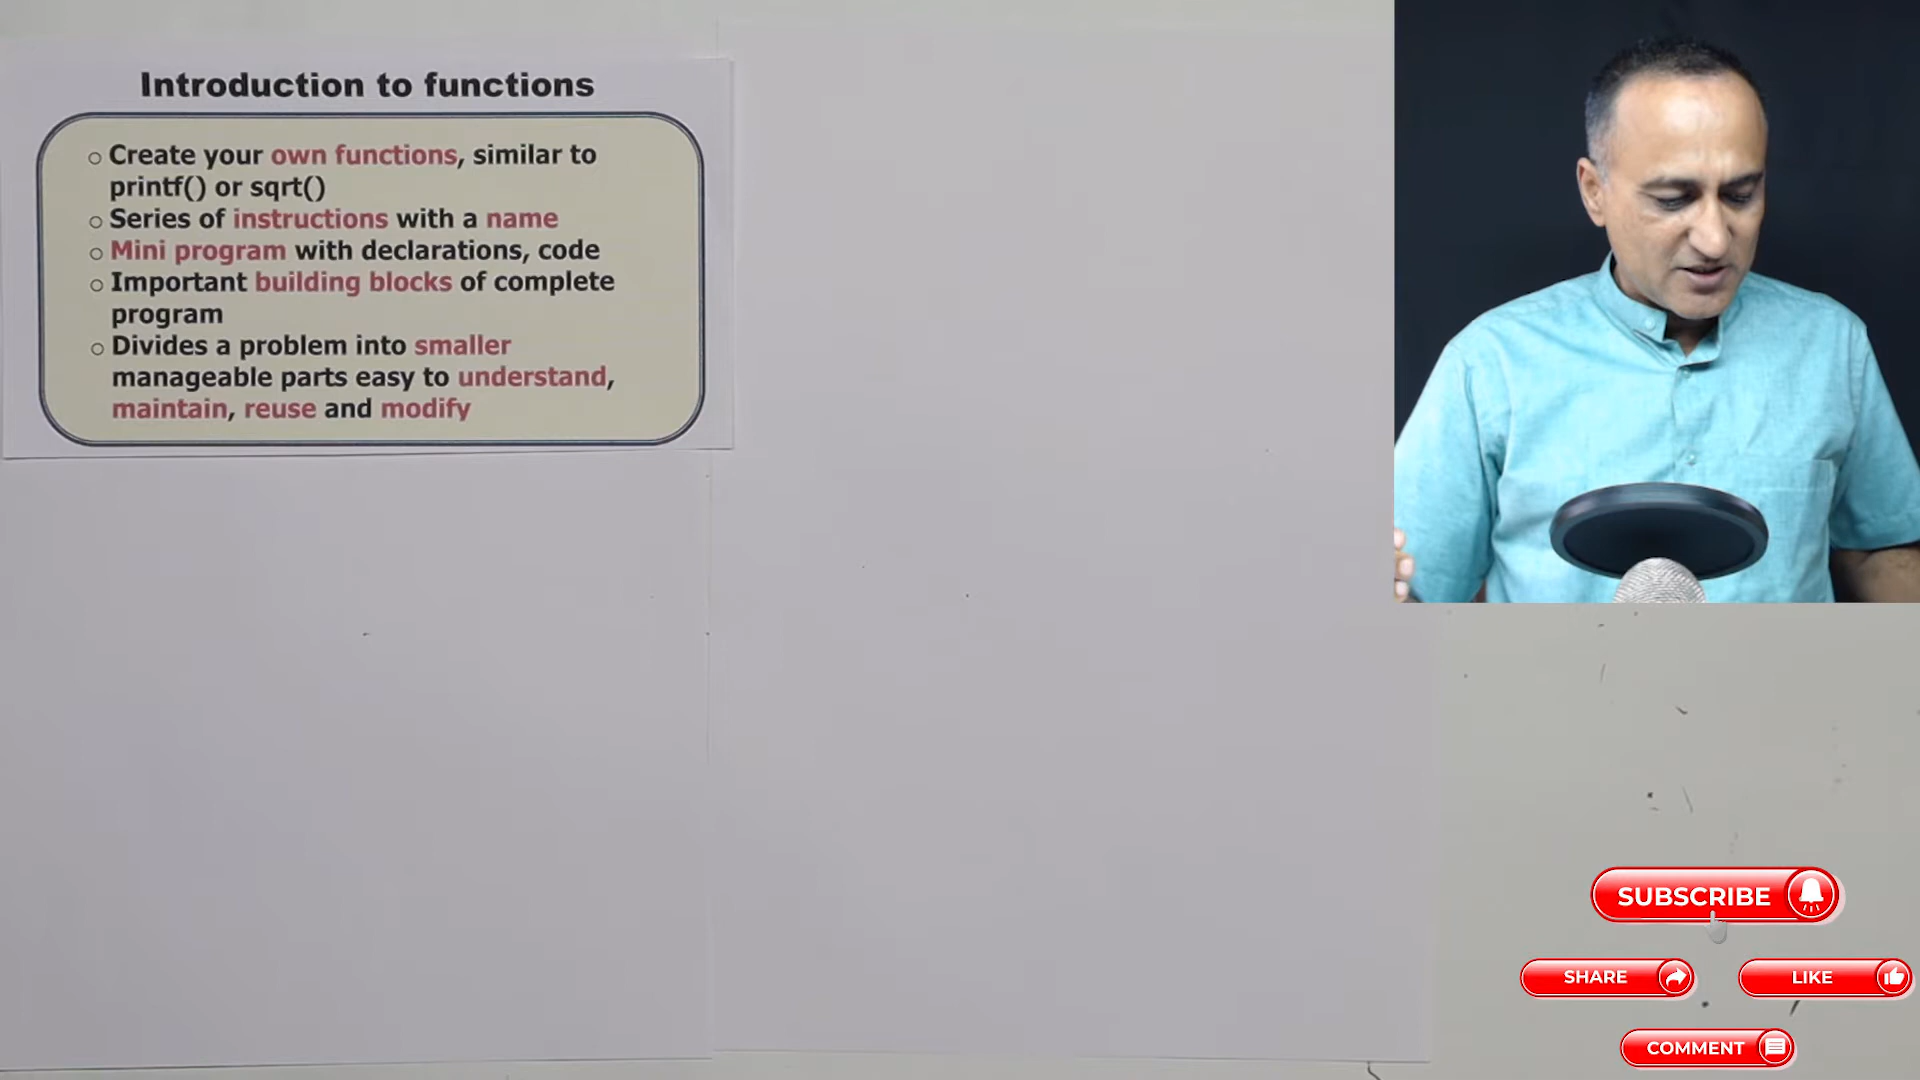 Introduction to functions
○ Create your own functions, similar to
printf() or sqrt()
○ Series of instructions with a name
○ Mini program with declarations, code
○ Important building blocks of complete
program
○ Divides a problem into smaller
manageable parts easy to understand,
maintain, reuse and modify
SUBSCRIBE
SHARE
LIKE
COMMENT